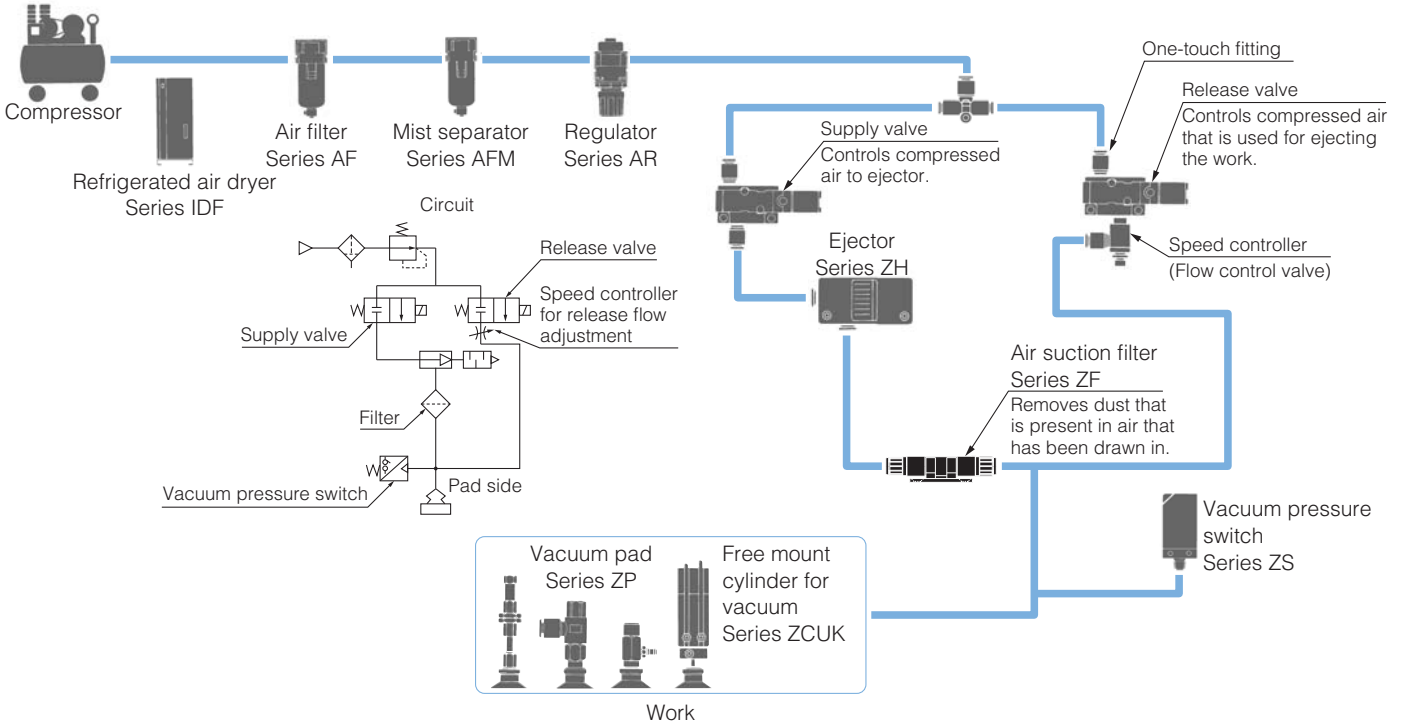 Compressor
Refrigerated air dryer
Series IDF
Air filter
Series AF
Mist separator
Series AFM
Regulator
Series AR
Supply valve
Controls compressed
air to ejector.
One-touch fitting
Release valve
Controls compressed air
that is used for ejecting
the work.
Speed controller
(Flow control valve)
Ejector
Series ZH
Air suction filter
Series ZF
Removes dust that
is present in air that
has been drawn in.
Circuit
Release valve
Speed controller
for release flow
adjustment
Supply valve
Filter
Vacuum pressure switch
Pad side
Vacuum pressure
switch
Series ZS
Vacuum pad
Series ZP
Free mount
cylinder for
vacuum
Series ZCUK
Work